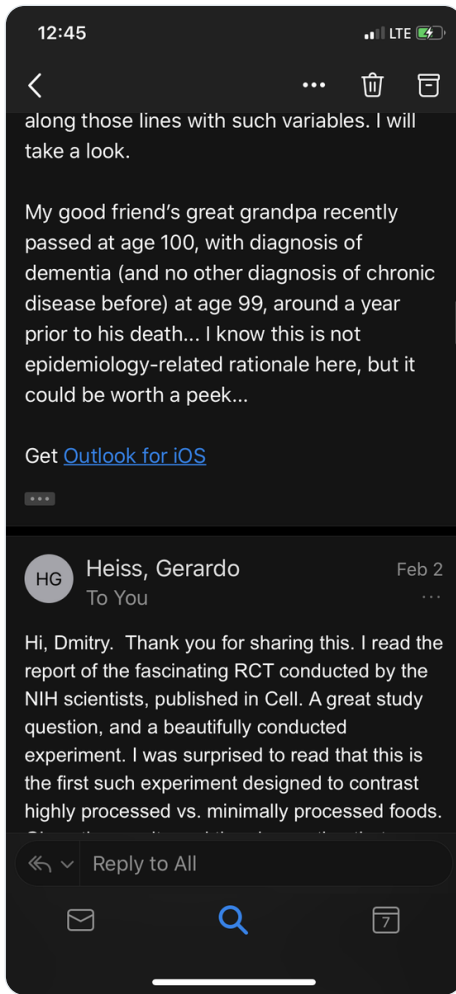 12:45
LTE
along those lines with such variables. I will
take a look.
My good friend's great grandpa recently
passed at age 100, with diagnosis of
dementia (and no other diagnosis of chronic
disease before) at age 99, around a year
prior to his death... I know this is not
epidemiology-related rationale here, but it
could be worth a peek...
Get Outlook for iOS
HG
Heiss, Gerardo
Feb 2
To You
Hi, Dmitry.  Thank you for sharing this. I read the
report of the fascinating RCT conducted by the
NIH scientists, published in Cell. A great study
question, and a beautifully conducted
experiment. I was surprised to read that this is
the first such experiment designed to contrast
highly processed vs. minimally processed foods.
Reply to All
7